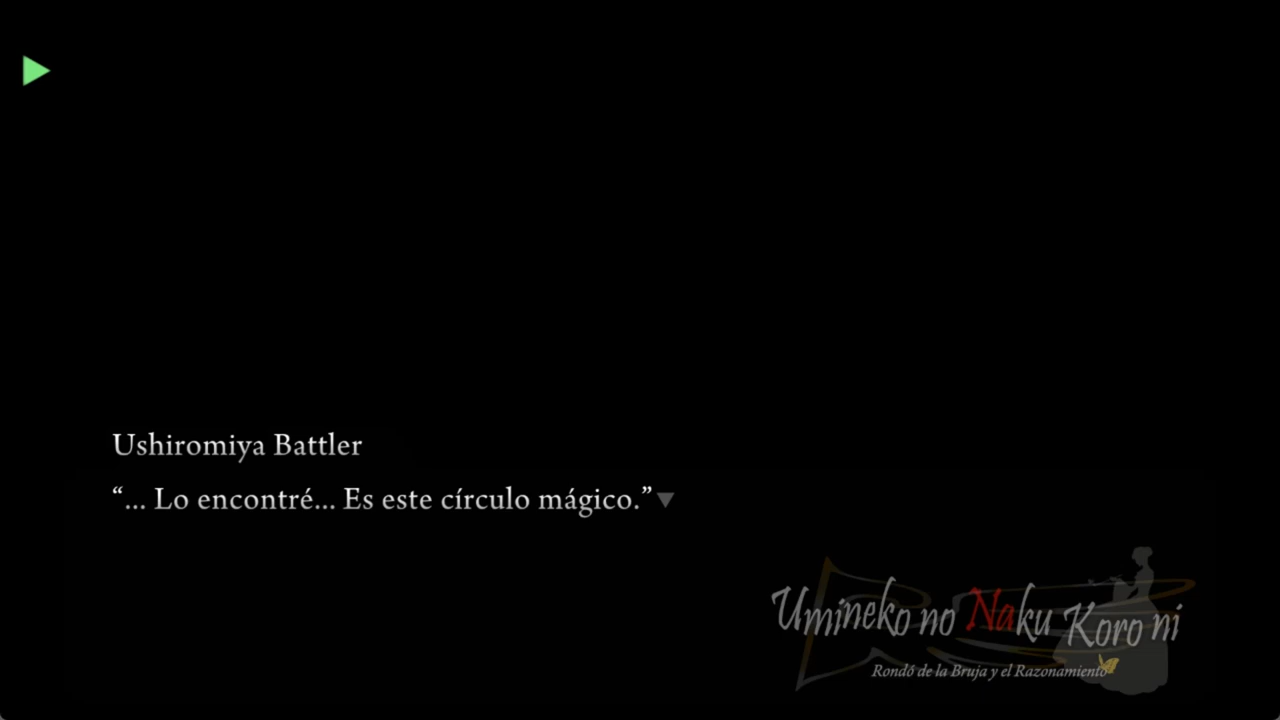 Ushiromiya Battler
“... Lo encontré... Es este círculo mágico.”
Umineko no Naku Koro ni
Rondó de la Bruja y el Razonamiento